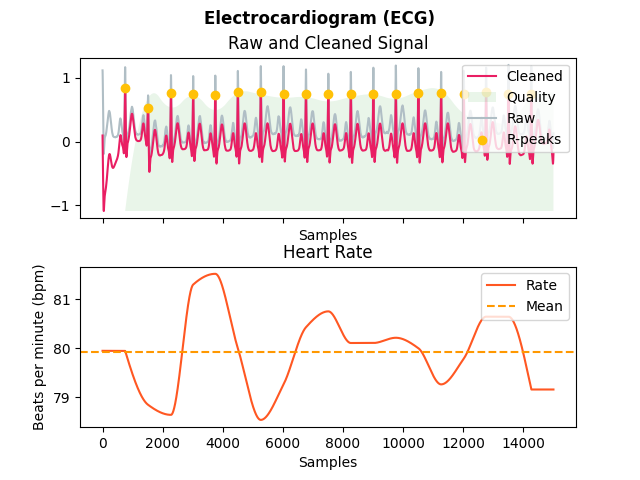 Electrocardiogram (ECG)
Raw and Cleaned Signal
1
0
−1
Cleaned
Quality
Raw
R-peaks
Samples
Heart Rate
Beats per minute (bpm)
81
80
79
Rate
Mean
0 2000 4000 6000 8000 10000 12000 14000
Samples